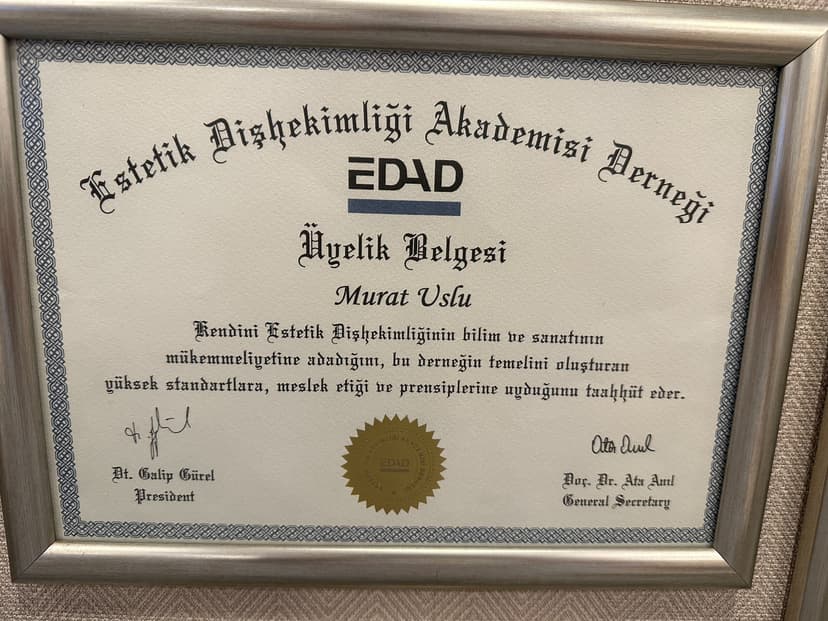 Estetik Dişhekimliği Akademisi Derneği
EDAD
Üyelik Belgesi
Murat Uslu
Kendini Estetik Dişhekimliğinin bilim ve sanatının
mükemmeliyetine adadığını, bu derneğin temelini oluşturan
yüksek standartlara, meslek etiği ve prensiplerine uyduğunu taahhüt eder.
Dt. Galip Gürel
President
EDAD
Doç. Dr. Ata Anıl
General Secretary